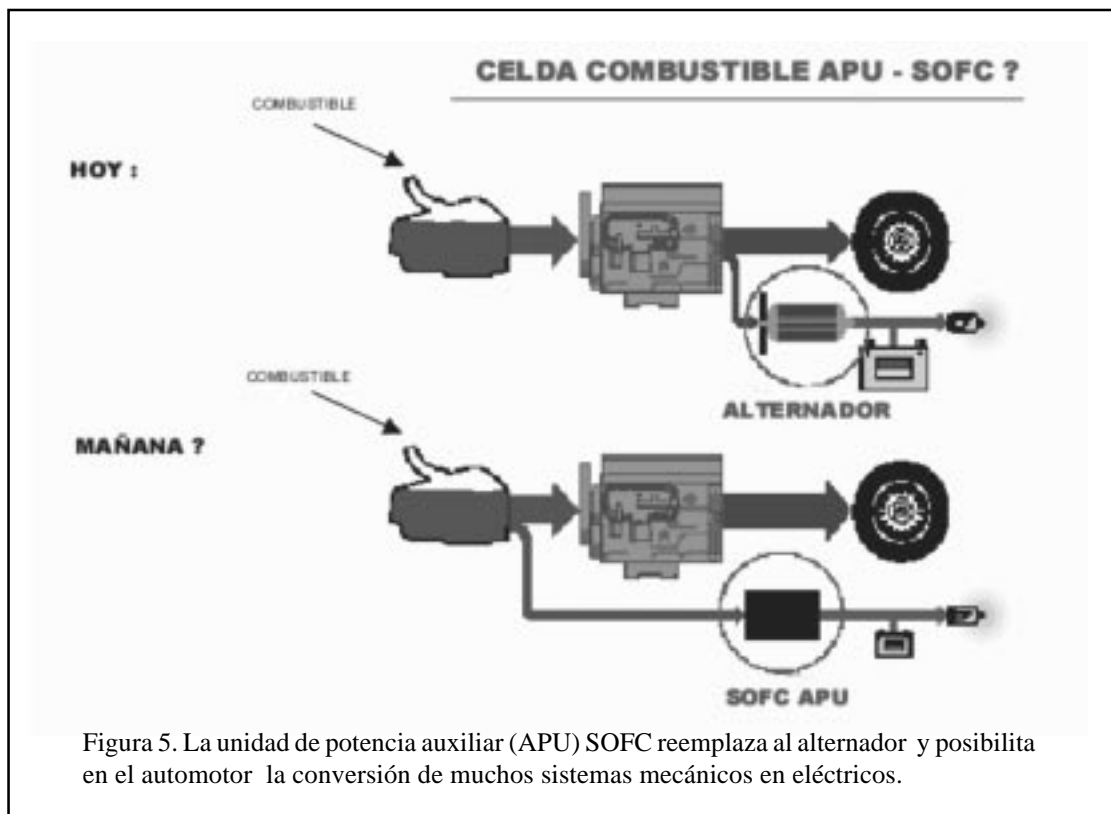 CELDA COMBUSTIBLE APU - SOFC ?
COMBUSTIBLE
HOY :
ALTERNADOR
COMBUSTIBLE
MAÑANA ?
SOFC APU
Figura 5. La unidad de potencia auxiliar (APU) SOFC reemplaza al alternador y posibilita
en el automotor la conversión de muchos sistemas mecánicos en eléctricos.